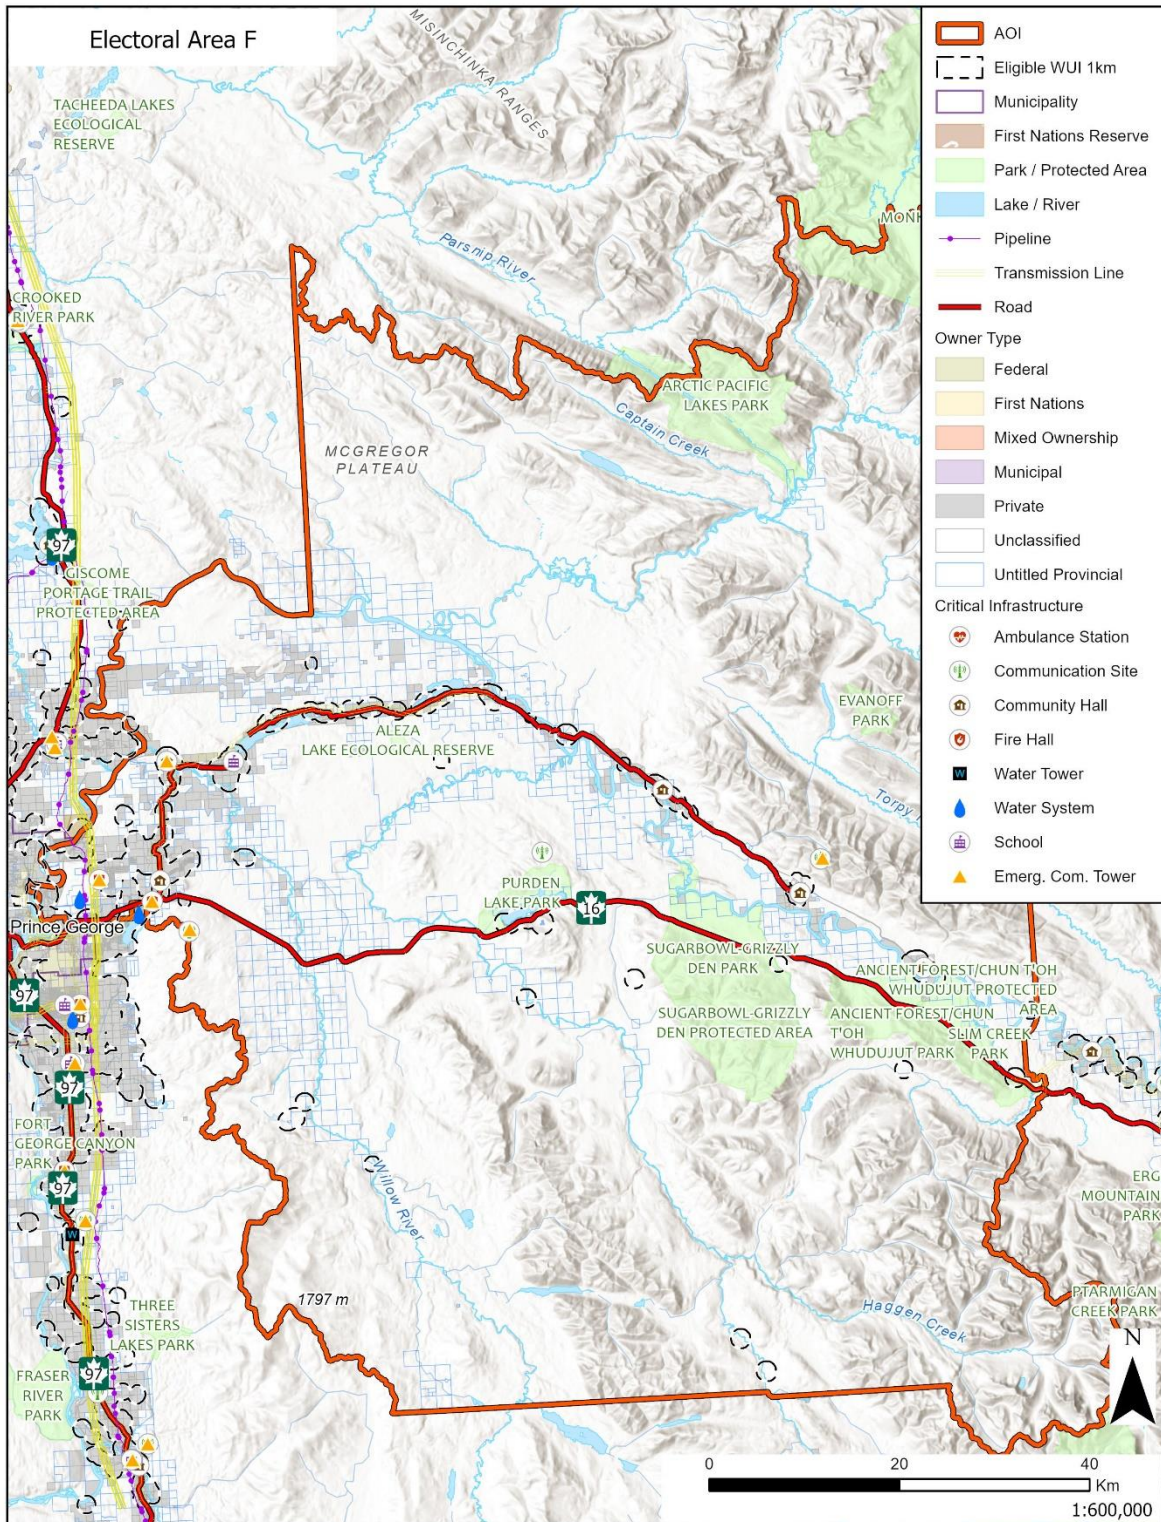 Electoral Area F
MISINCHINKA RANGES
TACHEEDA LAKES
ECOLOGICAL
RESERVE
CROOKED
RIVER PARK
Parsnip River
ARCTIC PACIFIC
LAKES PARK
Captain Creek
MCGREGOR
PLATEAU
97
GISCOME
PORTAGE TRAIL
PROTECTED AREA
ALEZA
LAKE ECOLOGICAL RESERVE
EVANOFF
PARK
PURDEN
LAKE PARK
16
Prince George
97
SUGARBOWL-GRIZZLY
DEN PARK
SUGARBOWL-GRIZZLY
DEN PROTECTED AREA
ANCIENT FOREST/CHUN T'OH
WHUDUJUT PROTECTED
AREA
ANCIENT FOREST/CHUN
T'OH
WHUDUJUT PARK
SLIM CREEK
PARK
97
FORT
GEORGE CANYON
PARK
97
W
Willow River
ERG
MOUNTAIN
PARK
1797 m
THREE
SISTERS
LAKES PARK
Haggen Creek
PTARMIGAN
CREEK PARK
FRASER
RIVER
PARK
97
AOI
Eligible WUI 1km
Municipality
First Nations Reserve
Park / Protected Area
Lake / River
Pipeline
Transmission Line
Road
Owner Type
Federal
First Nations
Mixed Ownership
Municipal
Private
Unclassified
Untitled Provincial
Critical Infrastructure
Ambulance Station
Communication Site
Community Hall
Fire Hall
W Water Tower
Water System
School
Emerg. Com. Tower
N
0 20 40
Km
1:600,000